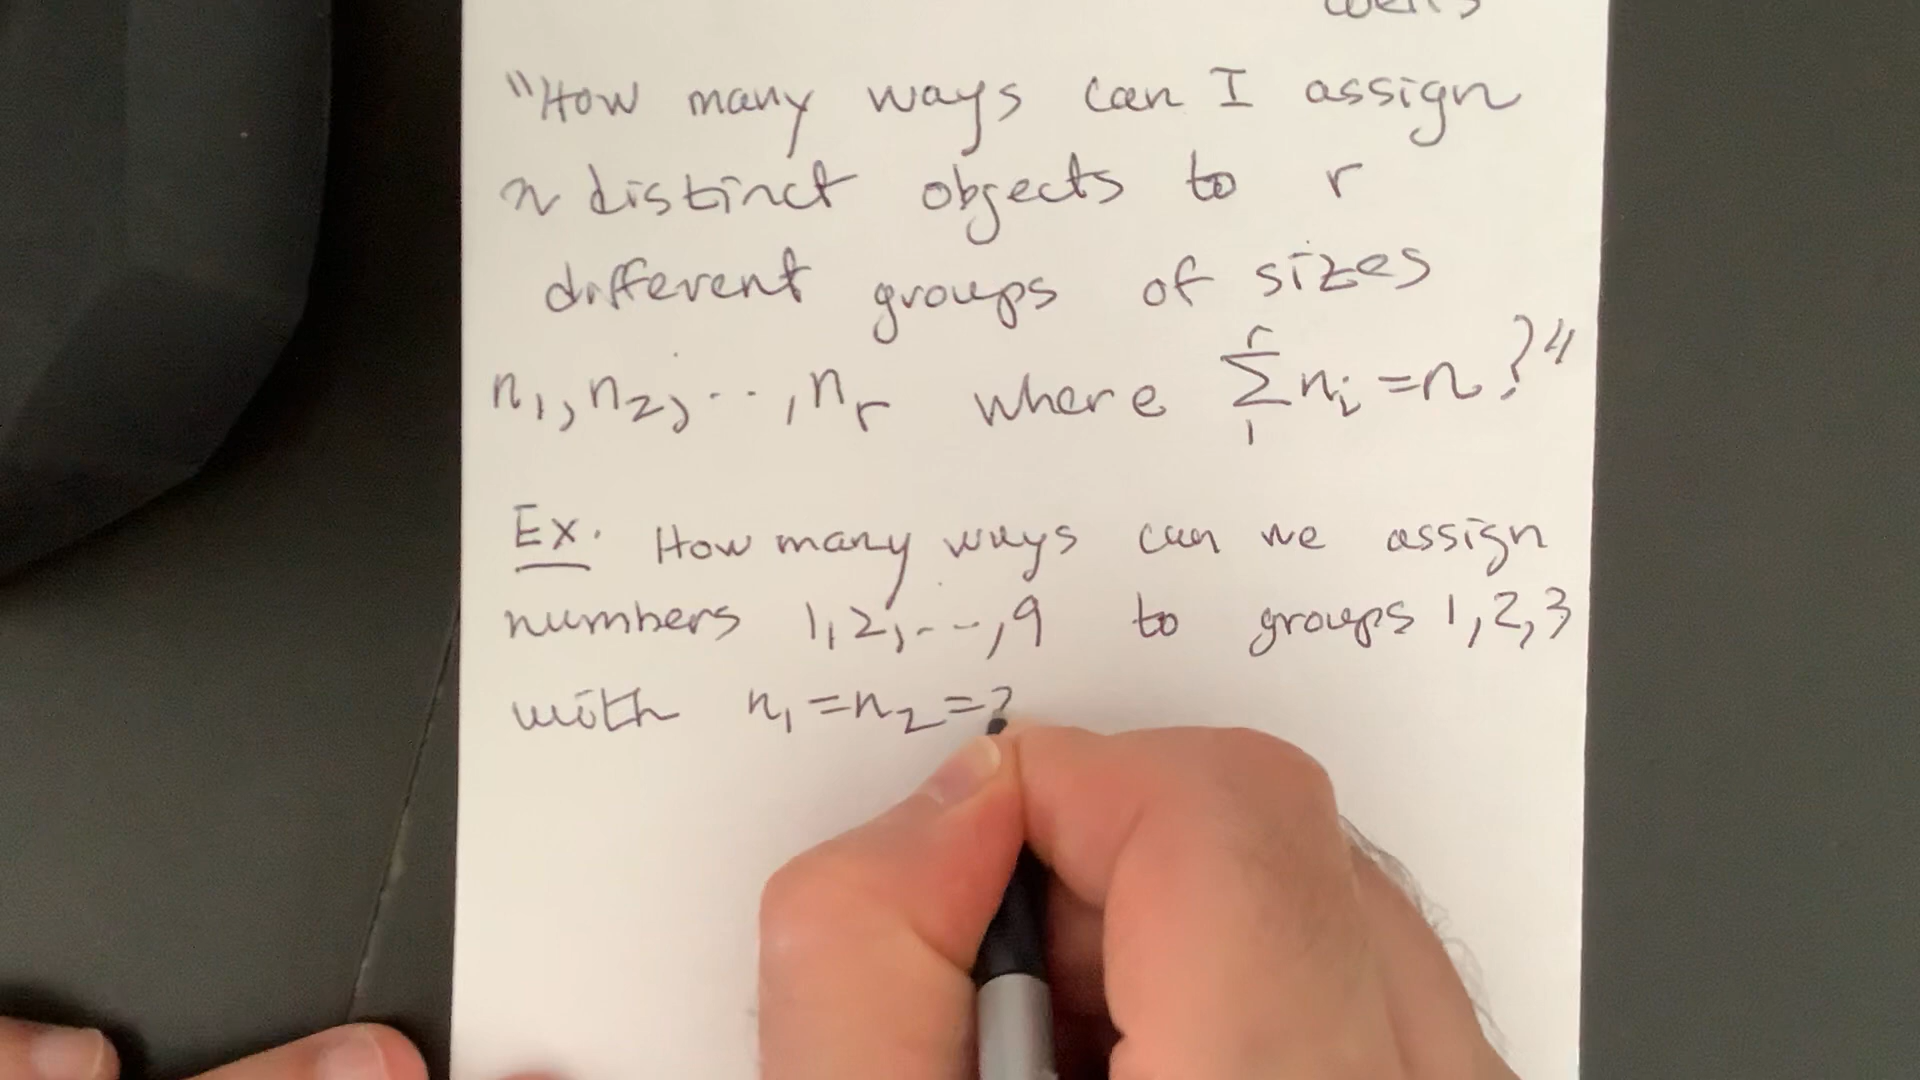 "How many ways can I assign
n distinct objects to r
different groups of sizes
n₁, n₂, ..., nᵣ where r∑1 nᵢ = n?"
Ex. How many ways can we assign
numbers 1, 2, ..., 9 to groups 1, 2, 3
with n₁ = n₂ =